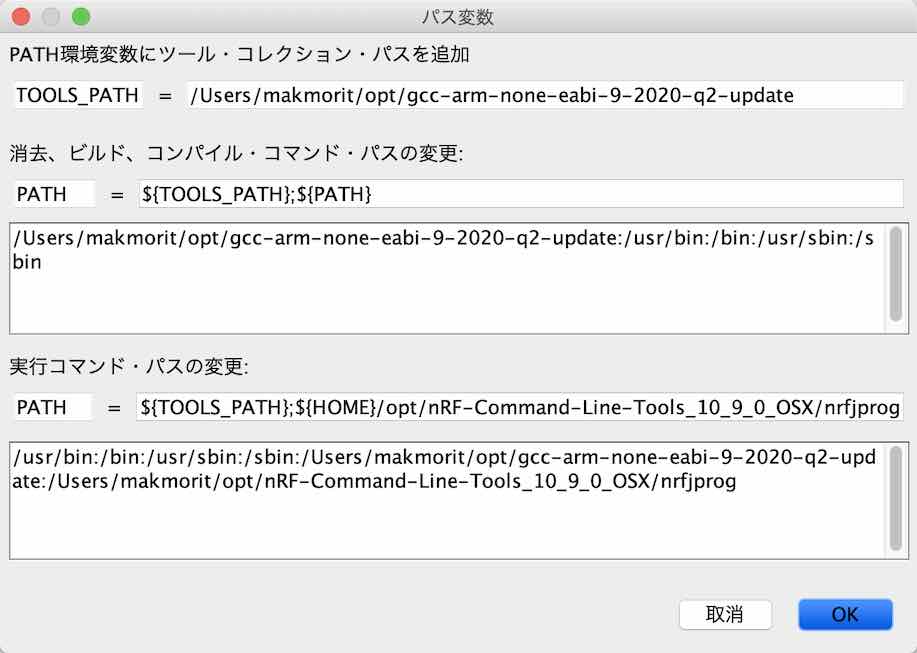 パス変数
PATH環境変数にツール・コレクション・パスを追加
TOOLS_PATH = /Users/makmorit/opt/gcc-arm-none-eabi-9-2020-q2-update
消去、ビルド、コンパイル・コマンド・パスの変更:
PATH = ${TOOLS_PATH};${PATH}
/Users/makmorit/opt/gcc-arm-none-eabi-9-2020-q2-update:/usr/bin:/bin:/usr/sbin:/s
bin
実行コマンド・パスの変更:
PATH = ${TOOLS_PATH};${HOME}/opt/nRF-Command-Line-Tools_10_9_0_OSX/nrfjprog
/usr/bin:/bin:/usr/sbin:/sbin:/Users/makmorit/opt/gcc-arm-none-eabi-9-2020-q2-upd
ate:/Users/makmorit/opt/nRF-Command-Line-Tools_10_9_0_OSX/nrfjprog
取消 OK